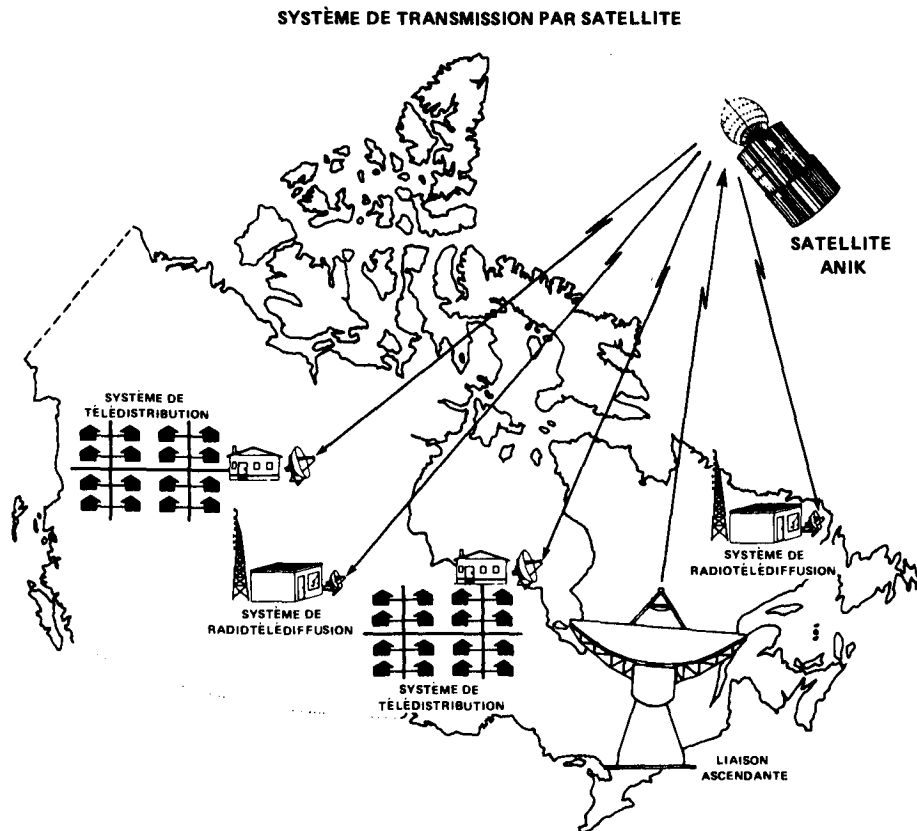 SYSTÈME DE TRANSMISSION PAR SATELLITE
SATELLITE
ANIK
SYSTÈME DE
TÉLÉDISTRIBUTION
SYSTÈME DE
RADIOTÉLÉDIFFUSION
SYSTÈME DE
RADIOTÉLÉDIFFUSION
SYSTÈME DE
TÉLÉDISTRIBUTION
LIAISON
ASCENDANTE